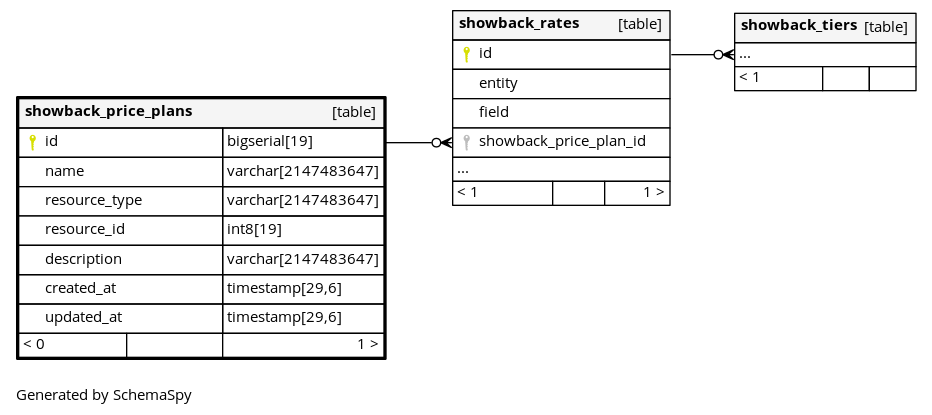 showback_price_plans [table]
id bigserial[19]
name varchar[2147483647]
resource_type varchar[2147483647]
resource_id int8[19]
description varchar[2147483647]
created_at timestamp[29,6]
updated_at timestamp[29,6]
< 0 1 >
showback_rates [table]
id
entity
field
showback_price_plan_id
...
< 1 1 >
showback_tiers [table]
...
< 1
Generated by SchemaSpy